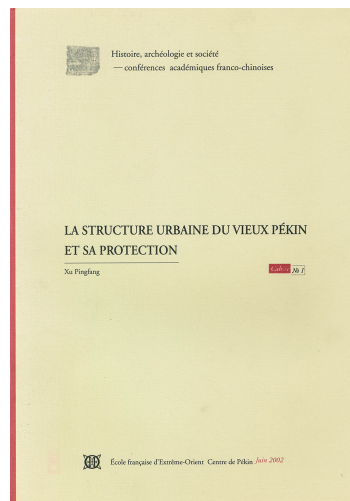 Histoire, archéologie et société
— conférences académiques franco-chinoises
LA STRUCTURE URBAINE DU VIEUX PÉKIN
ET SA PROTECTION
Xu Pingfang
№ 1
École française d'Extrême-Orient Centre de Pékin Juin 2002